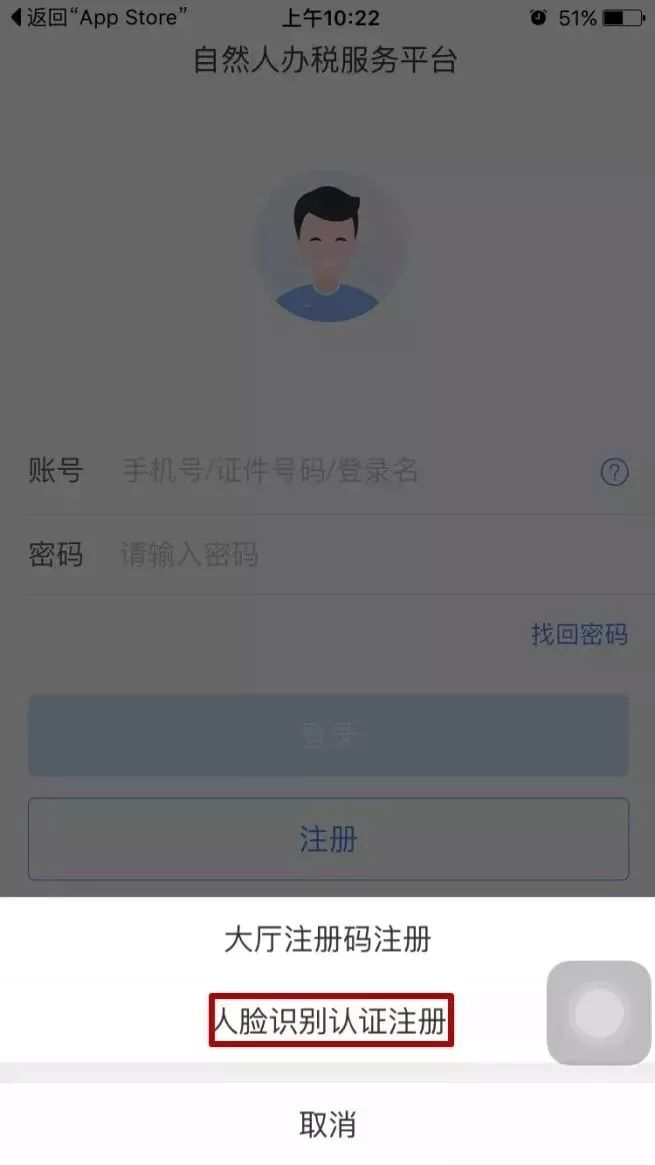 返回“App Store”
上午10:22
51%
自然人办税服务平台
账号 手机号/证件号码/登录名 ?
密码 请输入密码
找回密码
登录
注册
大厅注册码注册
人脸识别认证注册
取消